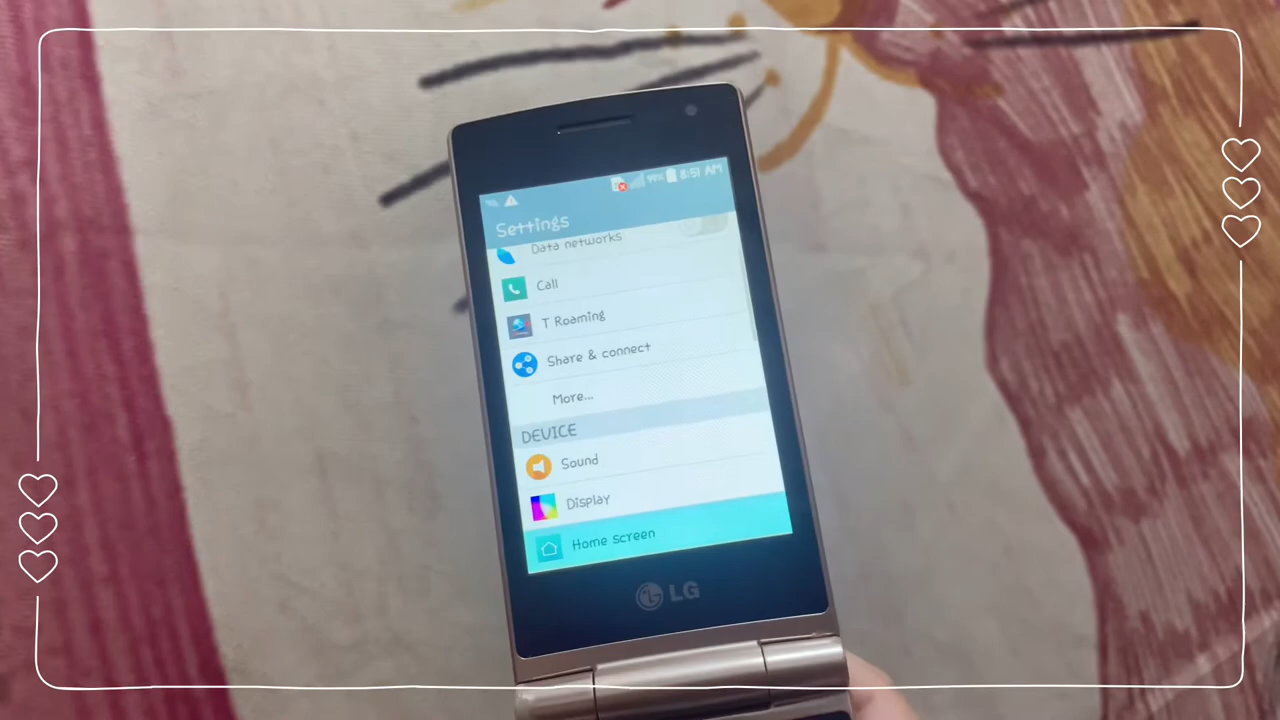 8:51 AM
Settings
Data networks
Call
T Roaming
Share & connect
More...
DEVICE
Sound
Display
Home screen
LG